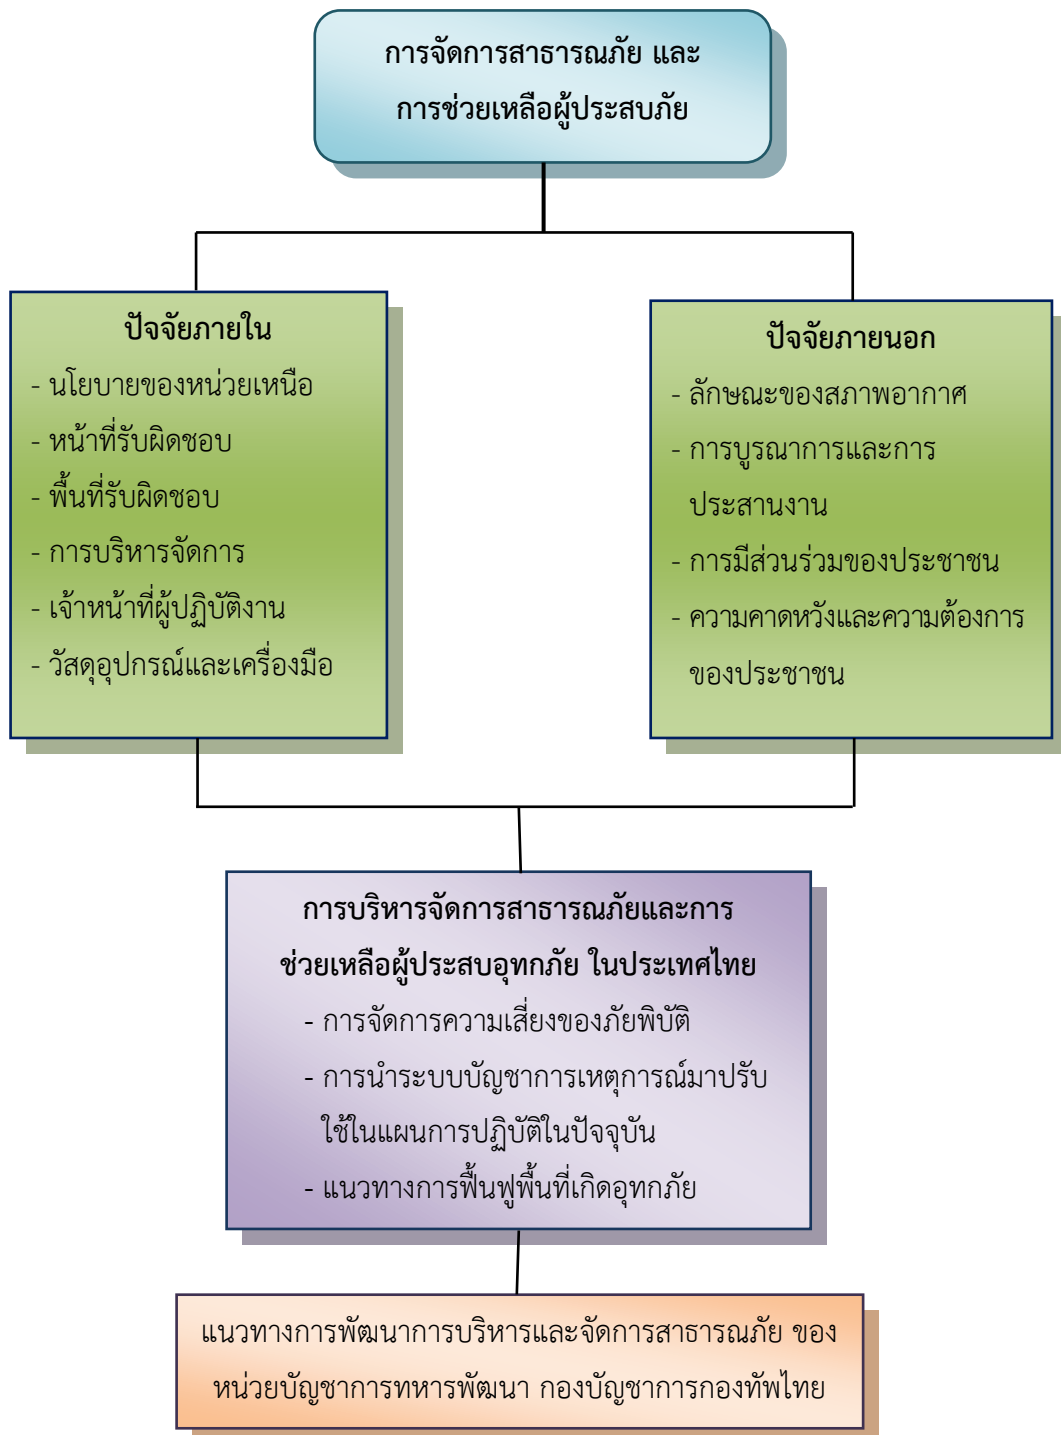 การจัดการสาธารณภัย และ
การช่วยเหลือผู้ประสบภัย
ปัจจัยภายใน
- นโยบายของหน่วยเหนือ
- หน้าที่รับผิดชอบ
- พื้นที่รับผิดชอบ
- การบริหารจัดการ
- เจ้าหน้าที่ผู้ปฏิบัติงาน
- วัสดุอุปกรณ์และเครื่องมือ
ปัจจัยภายนอก
- ลักษณะของสภาพอากาศ
- การบูรณาการและการ
ประสานงาน
- การมีส่วนร่วมของประชาชน
- ความคาดหวังและความต้องการ
ของประชาชน
การบริหารจัดการสาธารณภัยและการ
ช่วยเหลือผู้ประสบอุทกภัย ในประเทศไทย
- การจัดการความเสี่ยงของภัยพิบัติ
- การนำระบบบัญชาการเหตุการณ์มาปรับ
ใช้ในแผนการปฏิบัติในปัจจุบัน
- แนวทางการฟื้นฟูพื้นที่เกิดอุทกภัย
แนวทางการพัฒนาการบริหารและจัดการสาธารณภัย ของ
หน่วยบัญชาการทหารพัฒนา กองบัญชาการกองทัพไทย